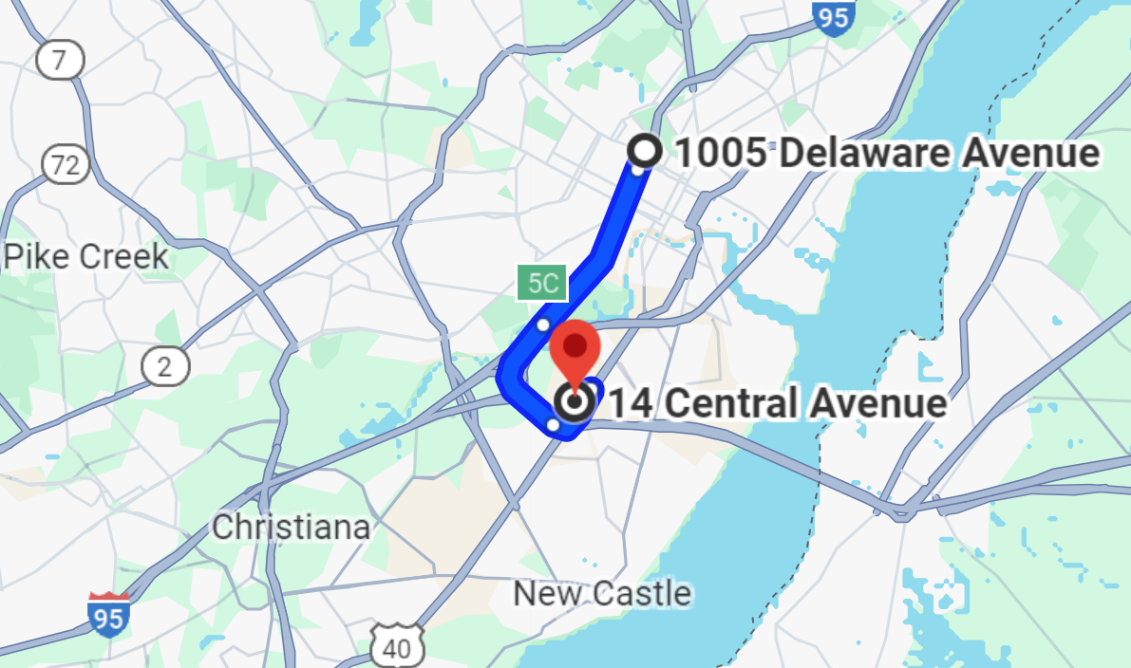 95
7
1005 Delaware Avenue
72
Pike Creek
5C
2
14 Central Avenue
Christiana
New Castle
95
40